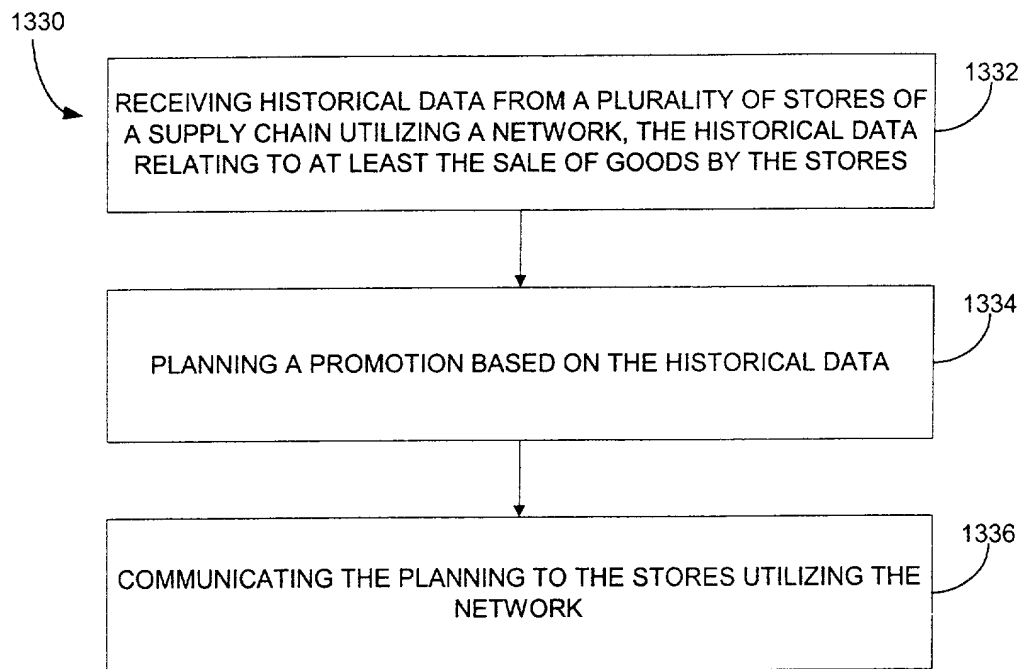 1330
1332
RECEIVING HISTORICAL DATA FROM A PLURALITY OF STORES OF
A SUPPLY CHAIN UTILIZING A NETWORK, THE HISTORICAL DATA
RELATING TO AT LEAST THE SALE OF GOODS BY THE STORES
1334
PLANNING A PROMOTION BASED ON THE HISTORICAL DATA
1336
COMMUNICATING THE PLANNING TO THE STORES UTILIZING THE
NETWORK